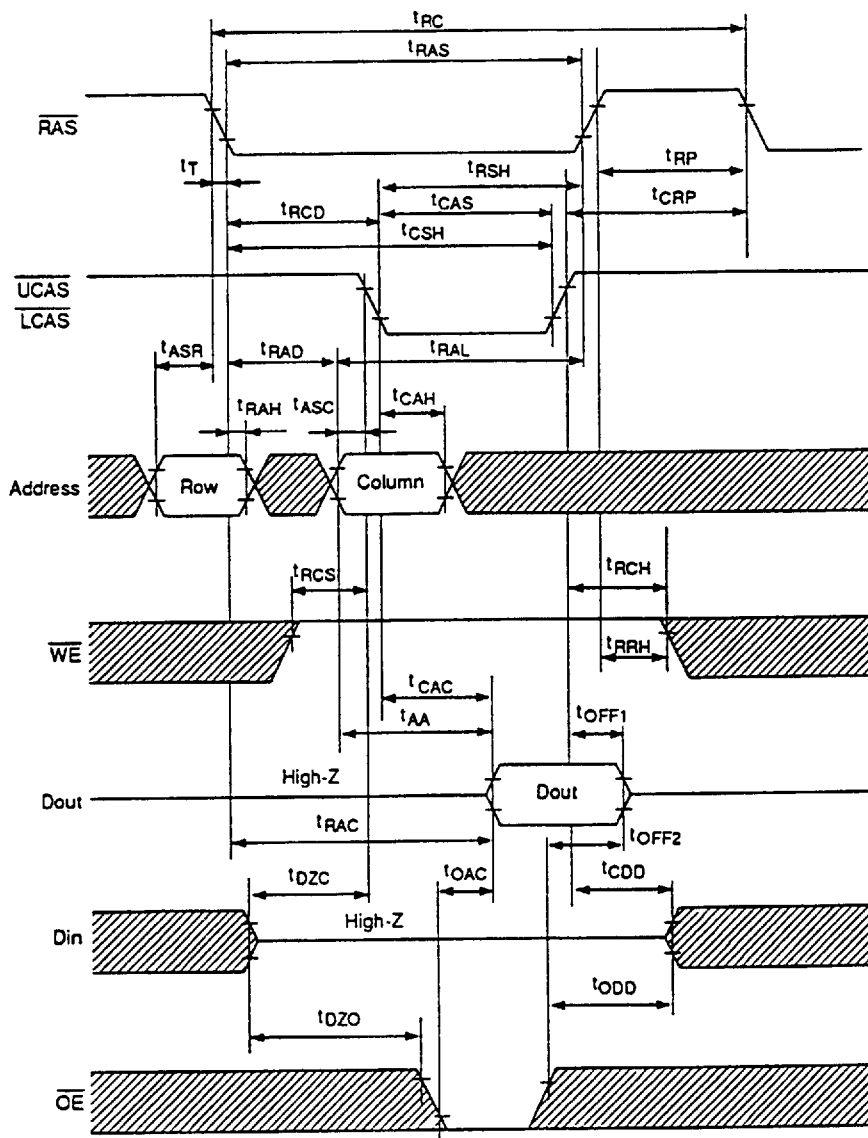 tRC
tRAS
RAS
tT
tRSH
tRP
tRCD
tCAS
tCRP
tCSH
UCAS
LCAS
tASR
tRAD
tRAL
tRAH
tASC
tCAH
Address
Row
Column
tRCS
tRCH
WE
tRRH
tCAC
tAA
tOFF1
High-Z
Dout
Dout
tRAC
tOFF2
tDZC
tOAC
tCDD
Din
High-Z
tODD
tDZO
OE